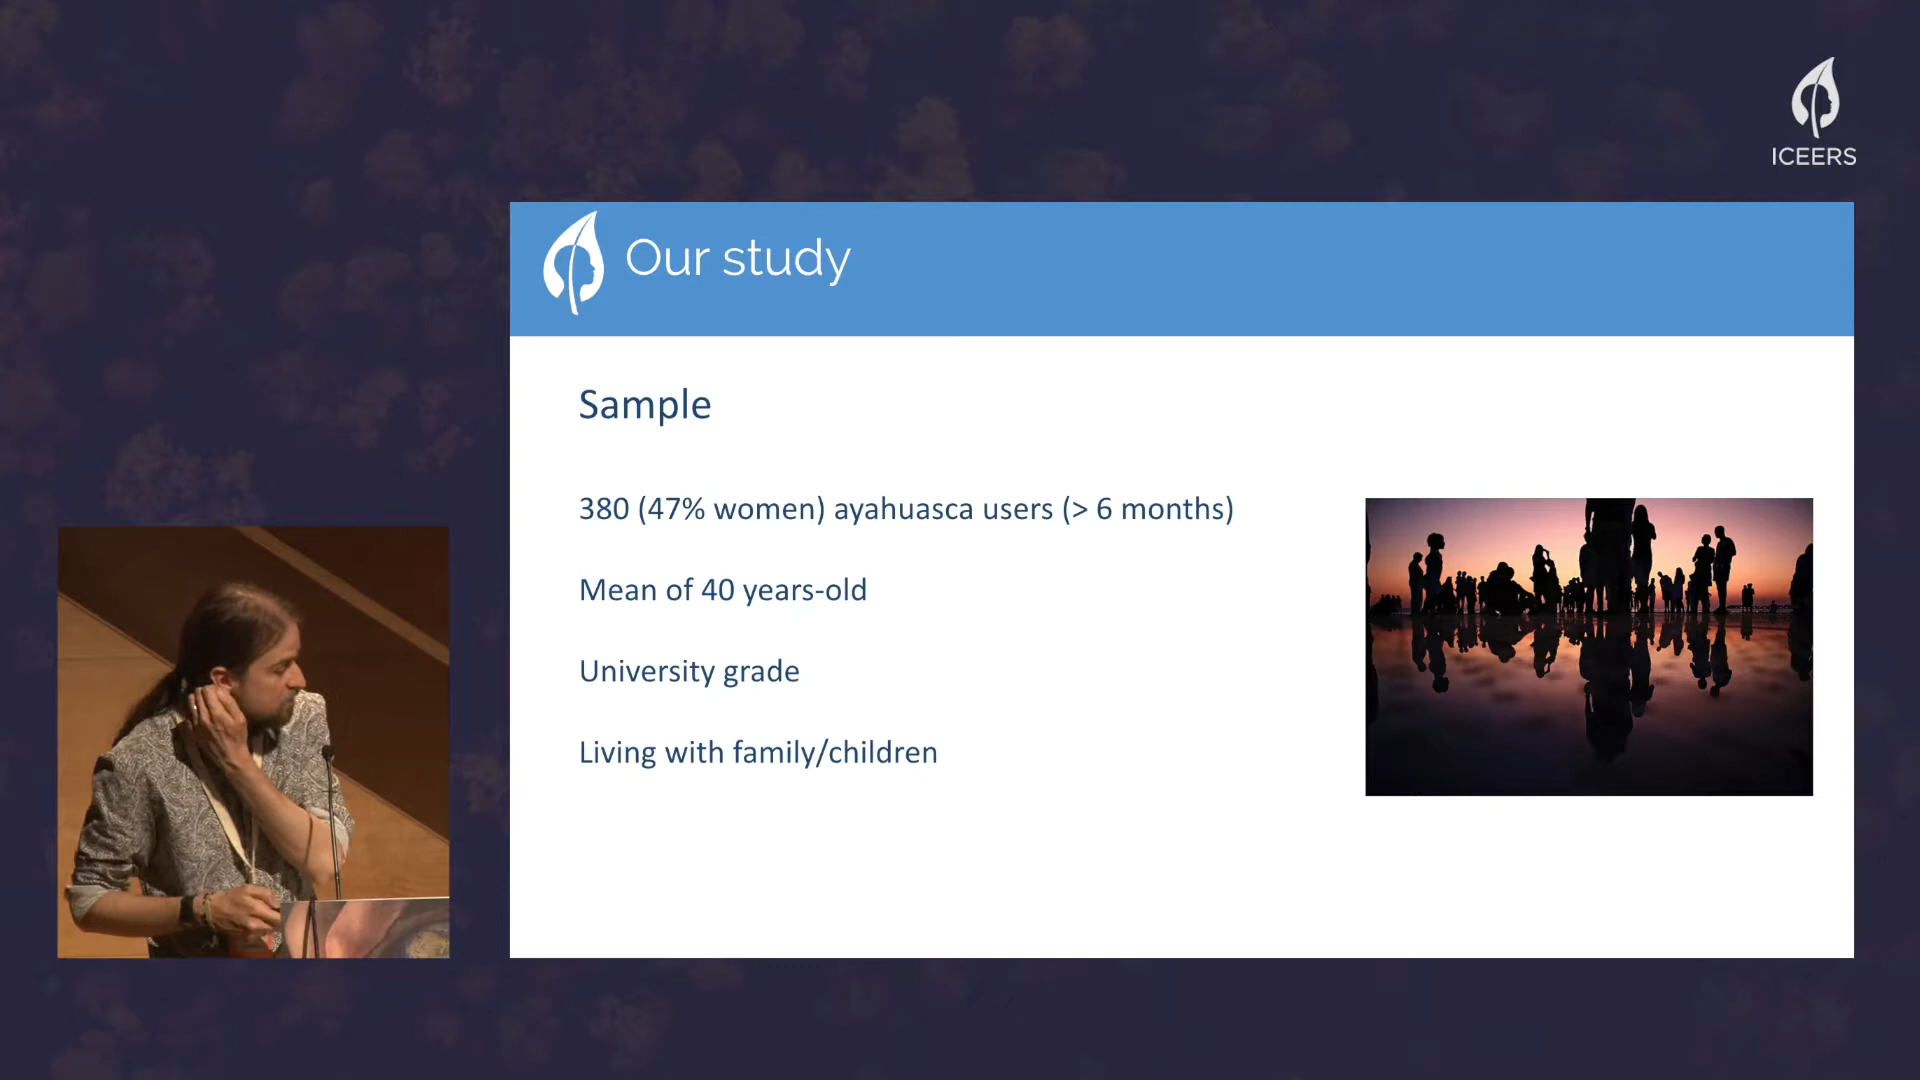 ICEERS
Our study
Sample
380 (47% women) ayahuasca users (> 6 months)
Mean of 40 years-old
University grade
Living with family/children